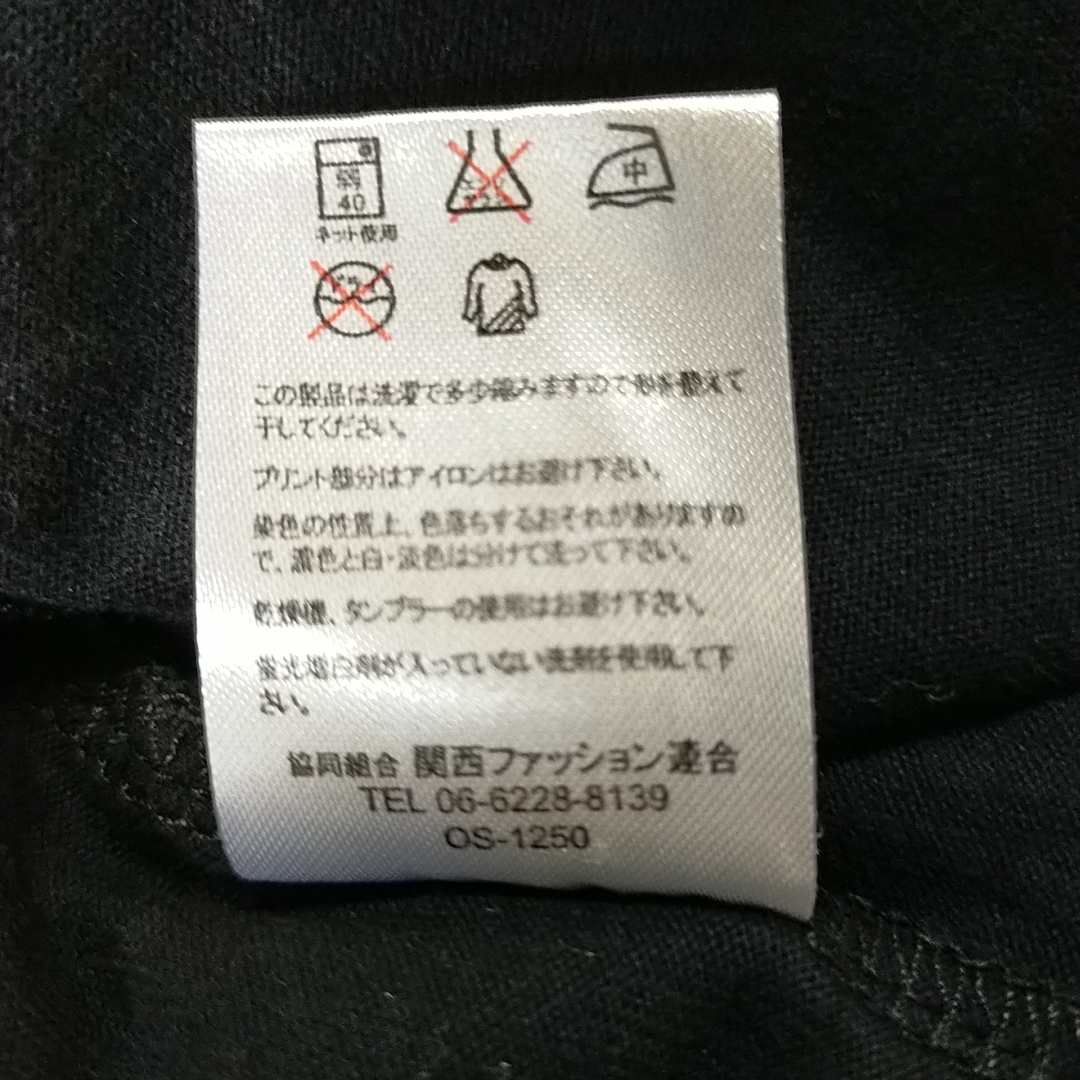 弱
40
ネット使用
中
この製品は洗濯で多少縮みますので形を整えて
干してください。
プリント部分はアイロンはお避け下さい。
染色の性質上、色落ちするおそれがありますの
で、濃色と白・淡色は分けて洗って下さい。
乾燥機、タンブラーの使用はお避け下さい。
蛍光増白剤が入っていない洗剤を使用して下
さい。
協同組合 関西ファッション連合
TEL 06-6228-8139
OS-1250